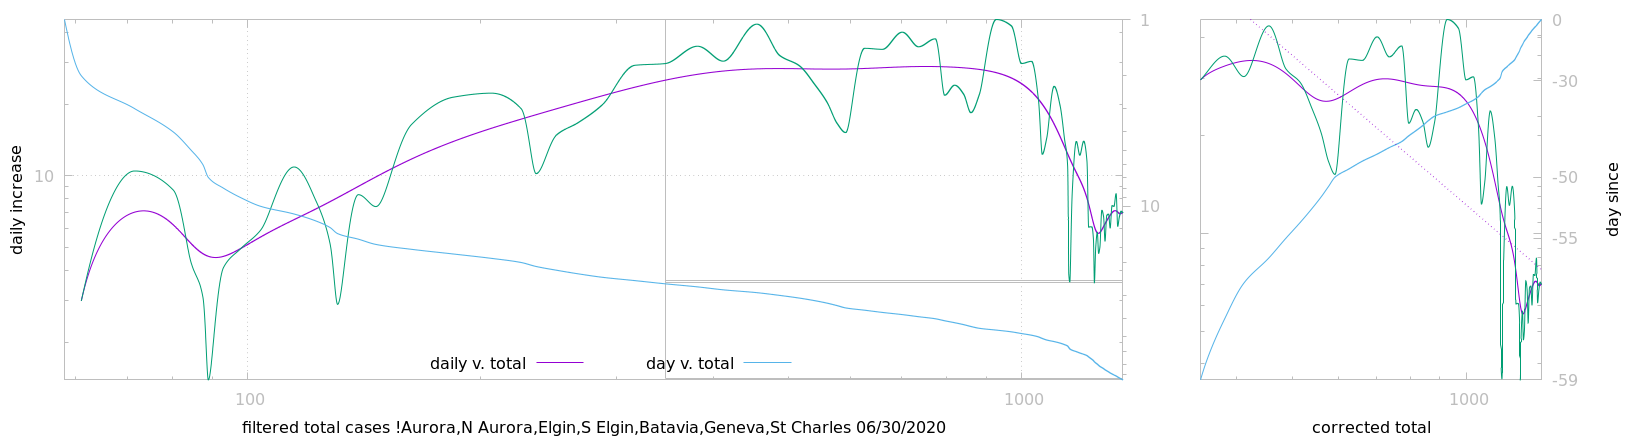 daily increase
10
100
1000
1
10
daily v. total
day v. total
filtered total cases !Aurora,N Aurora,Elgin,S Elgin,Batavia,Geneva,St Charles 06/30/2020
0
-30
-50
-55
-59
day since
1000
corrected total